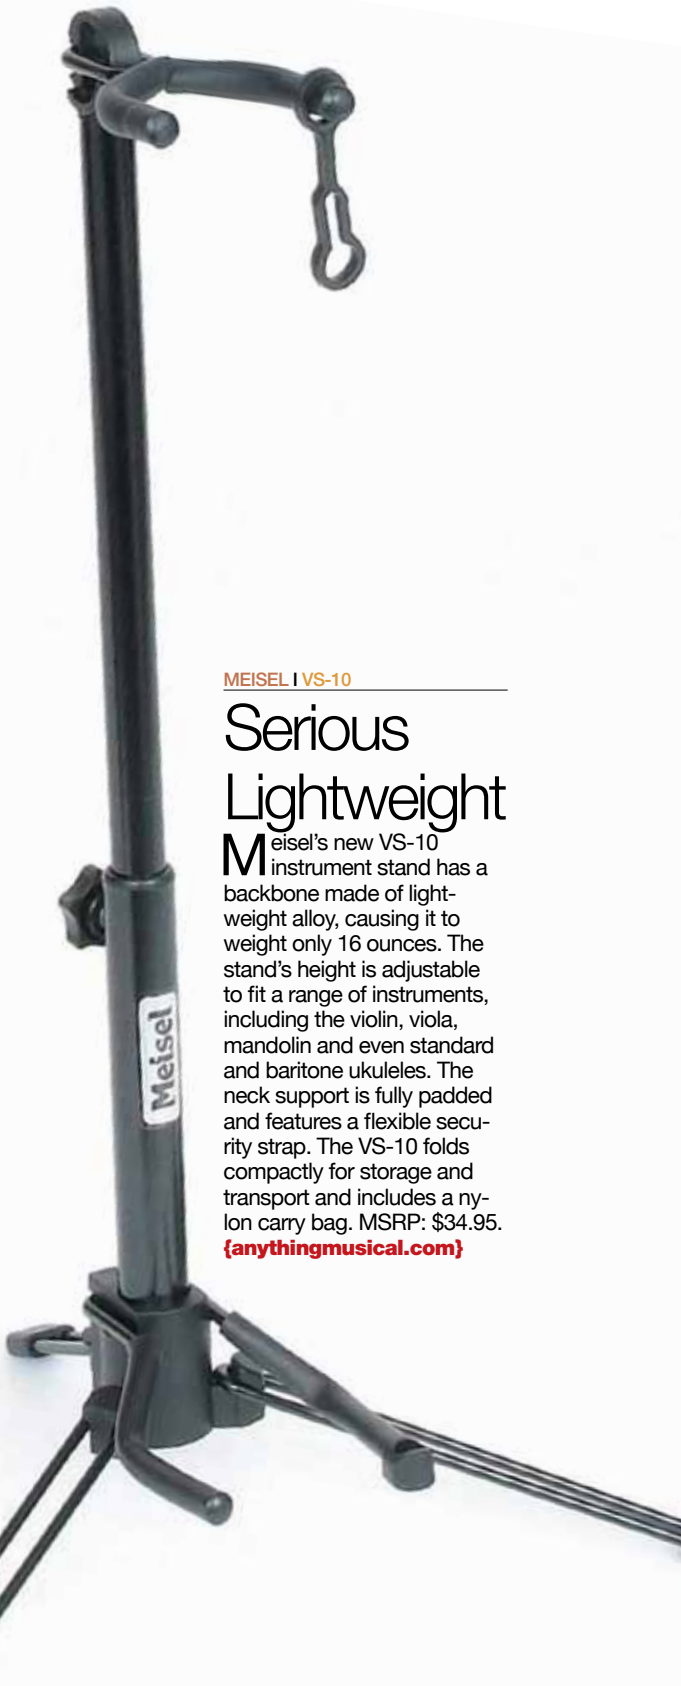 MEISEL I VS-10
Serious
Lightweight
Meisel's new VS-10
instrument stand has a
backbone made of light-
weight alloy, causing it to
weight only 16 ounces. The
stand's height is adjustable
to fit a range of instruments,
including the violin, viola,
mandolin and even standard
and baritone ukuleles. The
neck support is fully padded
and features a flexible secu-
rity strap. The VS-10 folds
compactly for storage and
transport and includes a ny-
lon carry bag. MSRP: $34.95.
{anythingmusical.com}
Meisel